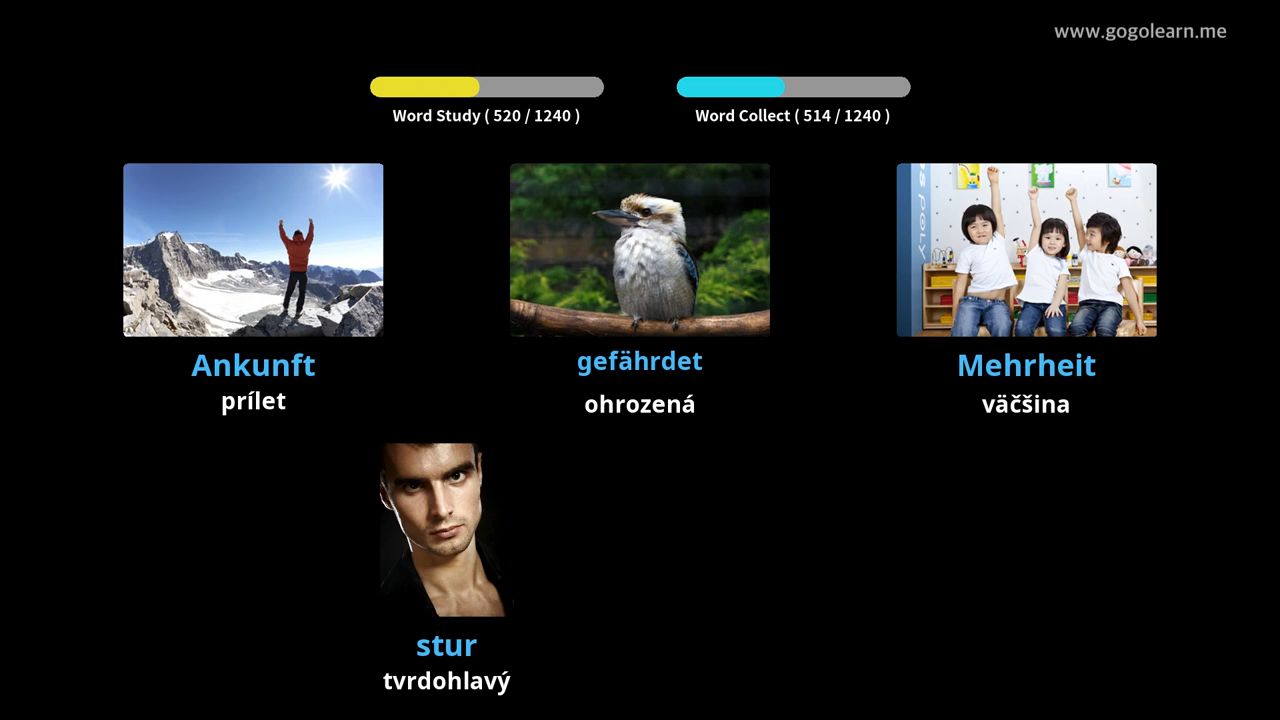 www.gogolearn.me
Word Study ( 520 / 1240 )
Word Collect ( 514 / 1240 )
Ankunft
prílet
gefährdet
ohrozená
Mehrheit
väčšina
stur
tvrdohlavý